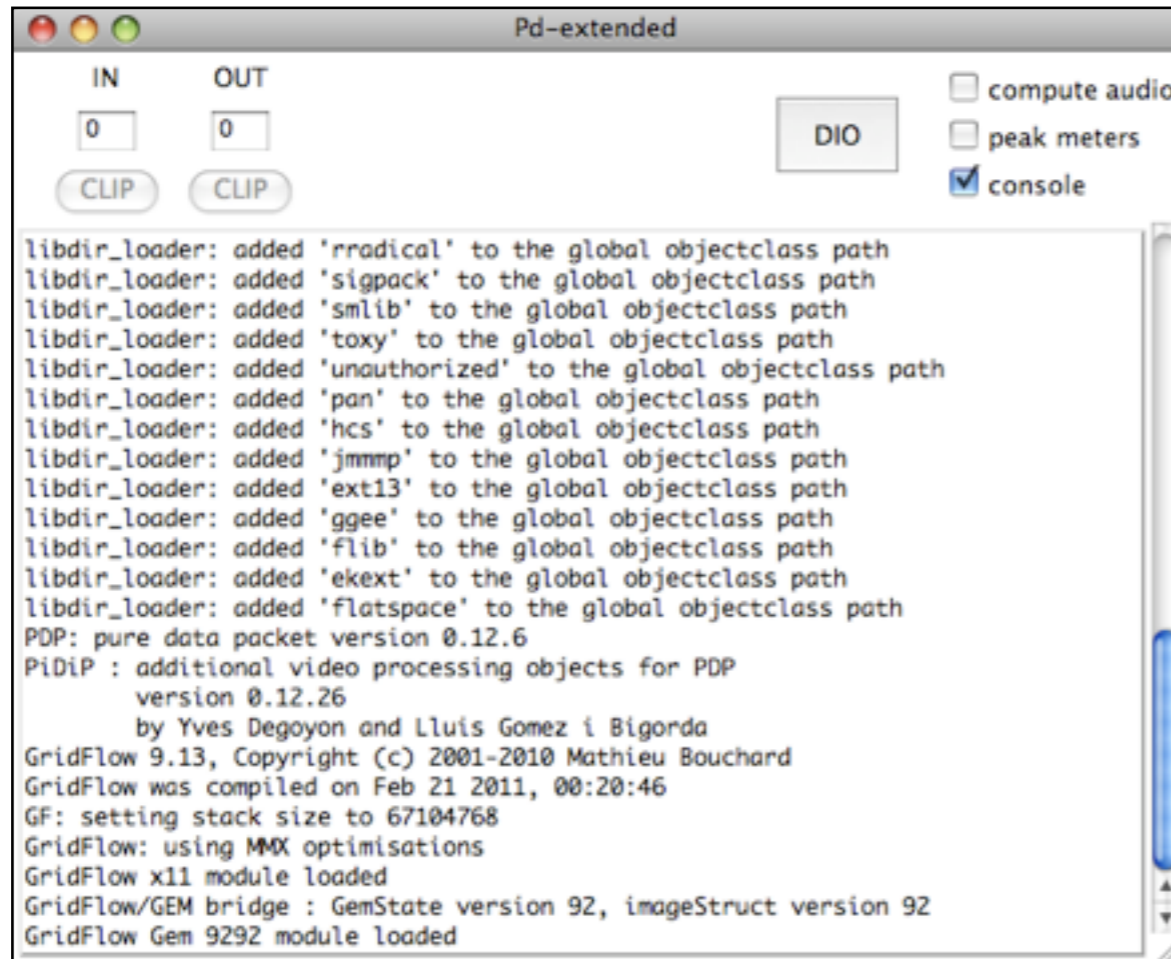 Pd-extended
IN OUT
compute audio
0 0
DIO
peak meters
CLIP CLIP
console
libdir_loader: added 'rradical' to the global objectclass path
libdir_loader: added 'sigpack' to the global objectclass path
libdir_loader: added 'smlib' to the global objectclass path
libdir_loader: added 'toxy' to the global objectclass path
libdir_loader: added 'unauthorized' to the global objectclass path
libdir_loader: added 'pan' to the global objectclass path
libdir_loader: added 'hcs' to the global objectclass path
libdir_loader: added 'jmmmp' to the global objectclass path
libdir_loader: added 'ext13' to the global objectclass path
libdir_loader: added 'ggee' to the global objectclass path
libdir_loader: added 'flib' to the global objectclass path
libdir_loader: added 'ekext' to the global objectclass path
libdir_loader: added 'flatspace' to the global objectclass path
PDP: pure data packet version 0.12.6
PiDiP : additional video processing objects for PDP
version 0.12.26
by Yves Degoyon and Lluis Gomez i Bigorda
GridFlow 9.13, Copyright (c) 2001-2010 Mathieu Bouchard
GridFlow was compiled on Feb 21 2011, 00:20:46
GF: setting stack size to 67104768
GridFlow: using MMX optimisations
GridFlow x11 module loaded
GridFlow/GEM bridge : GemState version 92, imageStruct version 92
GridFlow Gem 9292 module loaded